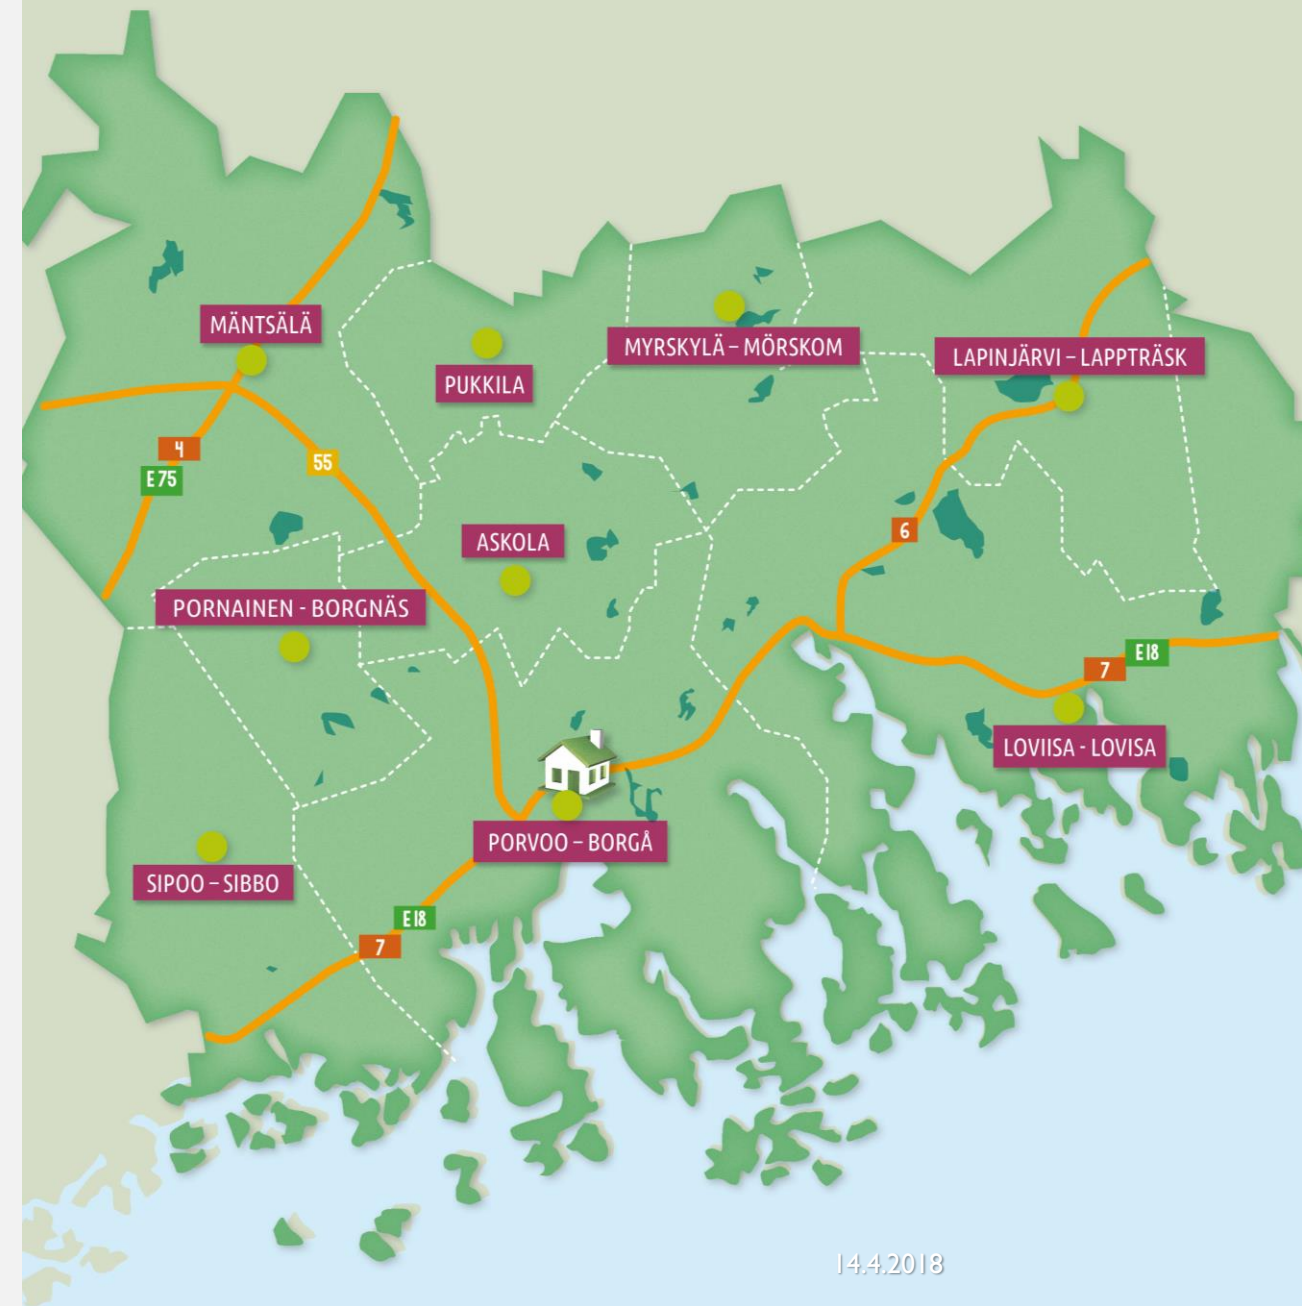 MÄNTSÄLÄ
MYRSKYLÄ – MÖRSKOM
LAPINJÄRVI – LAPPTRÄSK
PUKKILA
4
55
E75
6
ASKOLA
PORNAINEN - BORGNÄS
E18
7
LOVIISA - LOVISA
PORVOO – BORGÅ
SIPOO – SIBBO
E18
7
14.4.2018